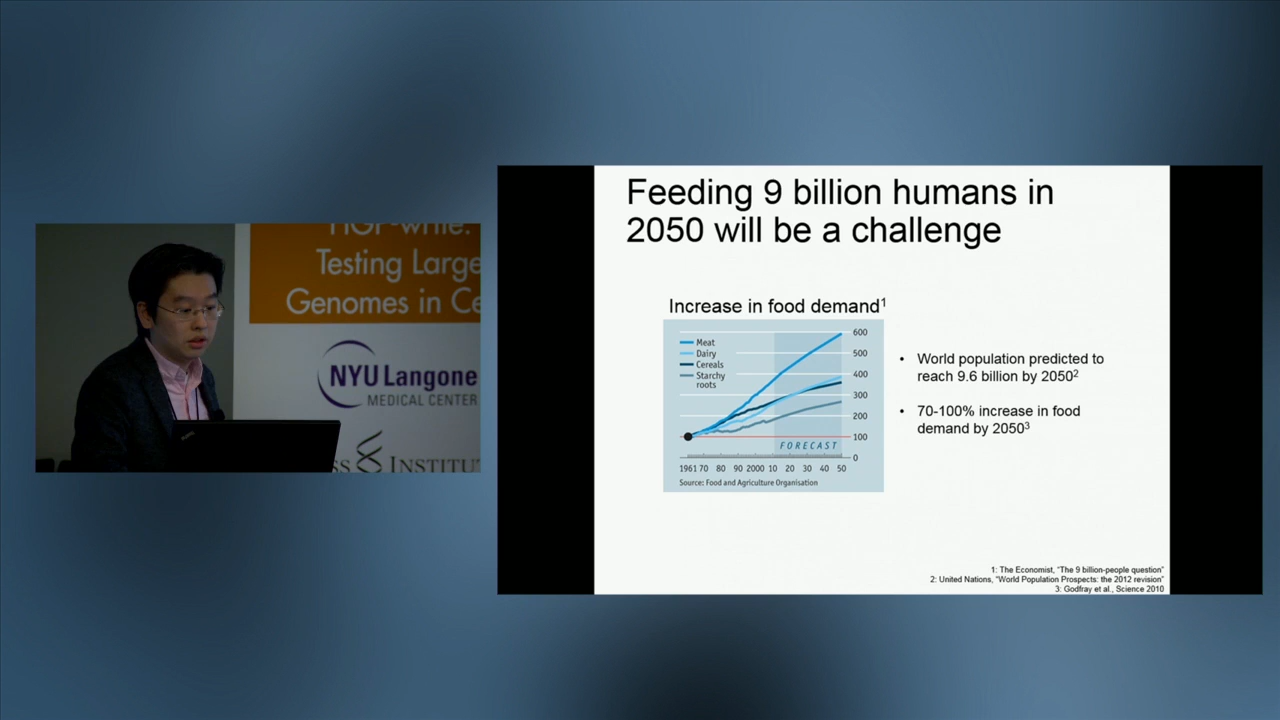 HGP-write:
Testing Large
Genomes in Ce
NYU Langone
MEDICAL CENTER
SS INSTITU
Feeding 9 billion humans in
2050 will be a challenge
Increase in food demand1
Meat
Dairy
Cereals
Starchy
roots
600
500
400
300
200
100
0
FORECAST
1961 70 80 90 2000 10 20 30 40 50
Source: Food and Agriculture Organisation
• World population predicted to
reach 9.6 billion by 20502
• 70-100% increase in food
demand by 20503
1: The Economist, “The 9 billion-people question”
2: United Nations, “World Population Prospects: the 2012 revision”
3: Godfray et al., Science 2010